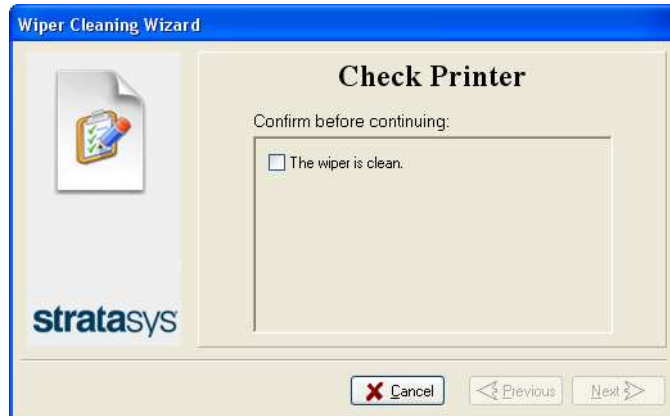 Wiper Cleaning Wizard
Check Printer
Confirm before continuing:
The wiper is clean.
stratasys
Cancel
Previous
Next